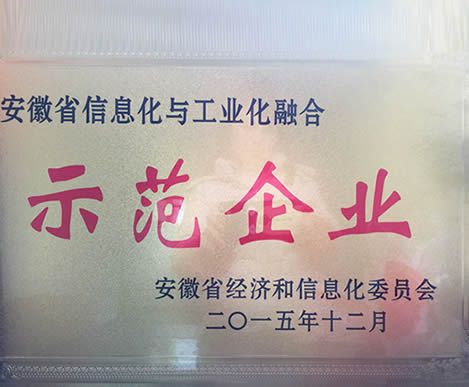 安徽省信息化与工业化融合
示范企业
安徽省经济和信息化委员会
二〇一五年十二月